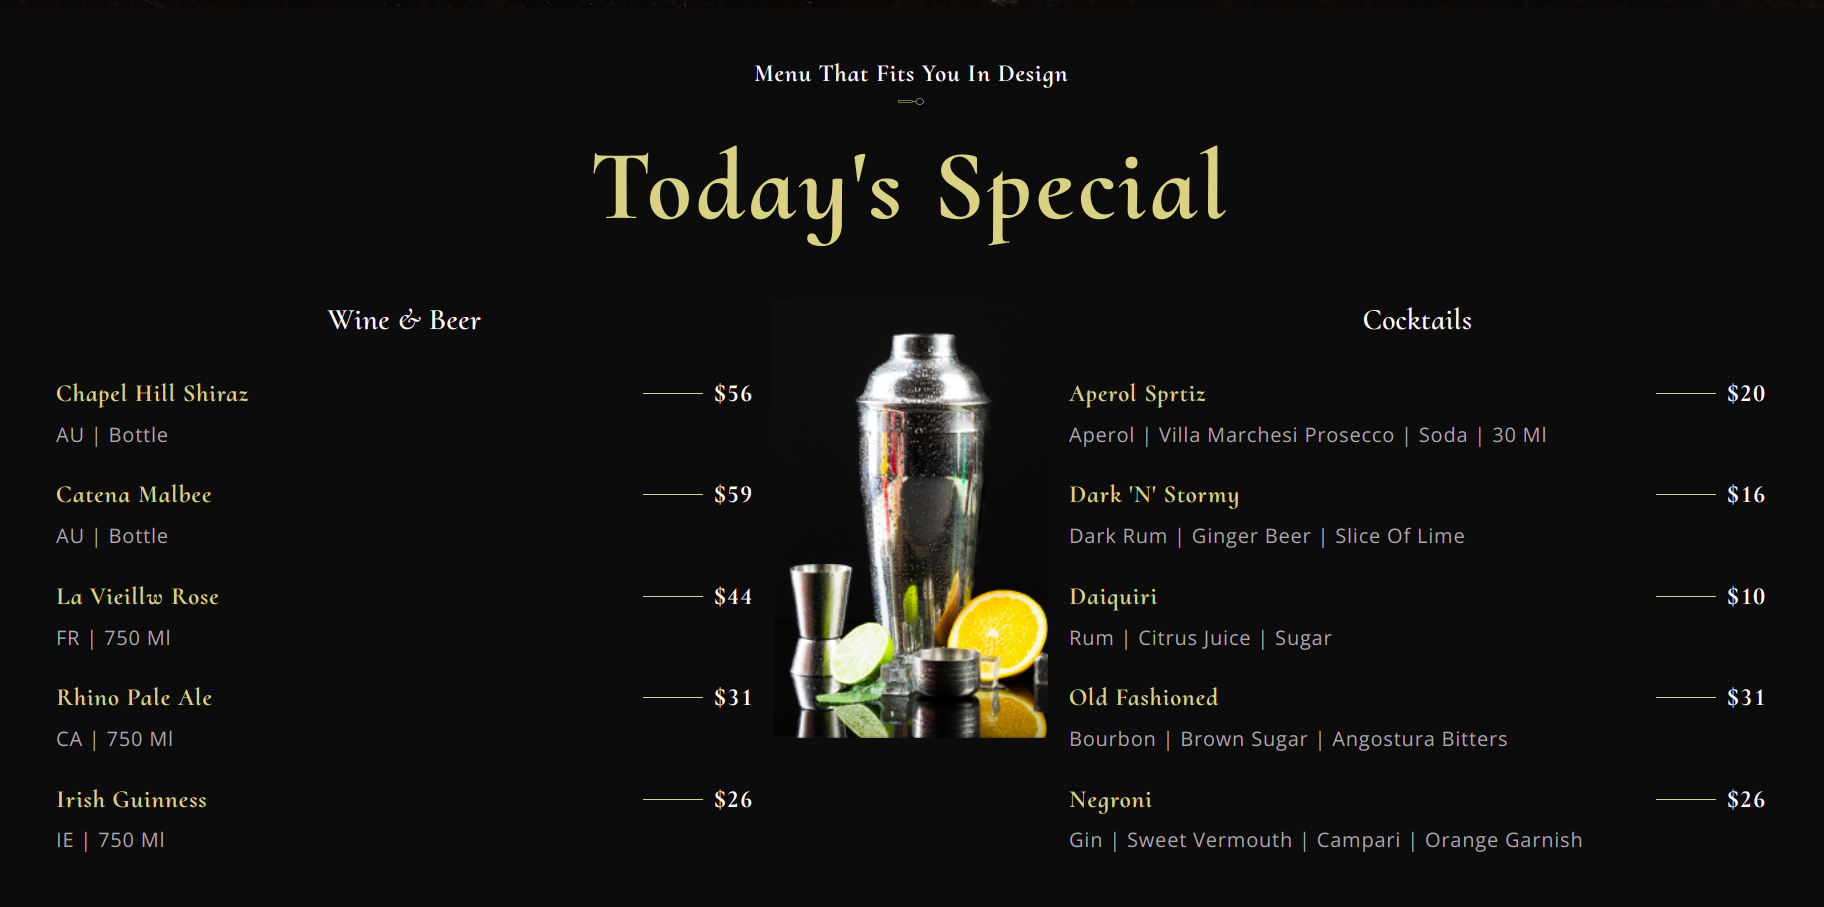 Menu That Fits You In Design
Today's Special
Wine & Beer
Chapel Hill Shiraz $56
AU | Bottle
Catena Malbee $59
AU | Bottle
La Vieillw Rose $44
FR | 750 Ml
Rhino Pale Ale $31
CA | 750 Ml
Irish Guinness $26
IE | 750 Ml
Cocktails
Aperol Sprtiz $20
Aperol | Villa Marchesi Prosecco | Soda | 30 Ml
Dark 'N' Stormy $16
Dark Rum | Ginger Beer | Slice Of Lime
Daiquiri $10
Rum | Citrus Juice | Sugar
Old Fashioned $31
Bourbon | Brown Sugar | Angostura Bitters
Negroni $26
Gin | Sweet Vermouth | Campari | Orange Garnish